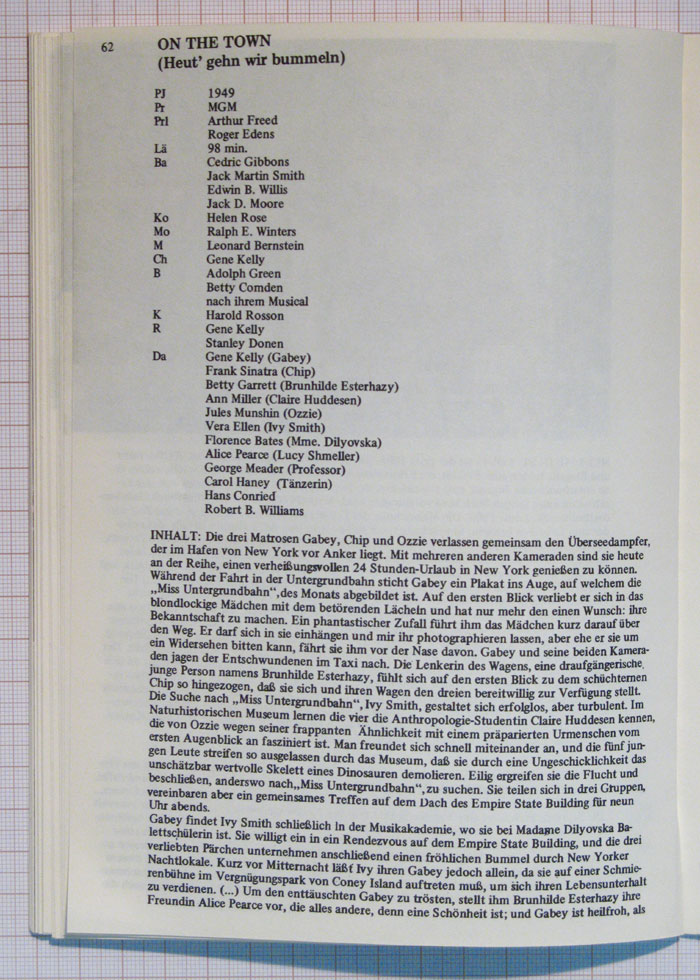 62
ON THE TOWN
(Heut’ gehn wir bummeln)
PJ 1949
Pr MGM
Prl Arthur Freed
Roger Edens
Lä 98 min.
Ba Cedric Gibbons
Jack Martin Smith
Edwin B. Willis
Jack D. Moore
Ko Helen Rose
Mo Ralph E. Winters
M Leonard Bernstein
Ch Gene Kelly
B Adolph Green
Betty Comden
nach ihrem Musical
K Harold Rosson
R Gene Kelly
Stanley Donen
Da Gene Kelly (Gabey)
Frank Sinatra (Chip)
Betty Garrett (Brunhilde Esterhazy)
Ann Miller (Claire Huddesen)
Jules Munshin (Ozzie)
Vera Ellen (Ivy Smith)
Florence Bates (Mme. Dilyovska)
Alice Pearce (Lucy Shmeller)
George Meader (Professor)
Carol Haney (Tänzerin)
Hans Conried
Robert B. Williams
INHALT: Die drei Matrosen Gabey, Chip und Ozzie verlassen gemeinsam den Überseedampfer,
der im Hafen von New York vor Anker liegt. Mit mehreren anderen Kameraden sind sie heute
an der Reihe, einen verheißungsvollen 24 Stunden-Urlaub in New York genießen zu können.
Während der Fahrt in der Untergrundbahn sticht Gabey ein Plakat ins Auge, auf welchem die
„Miss Untergrundbahn“,des Monats abgebildet ist. Auf den ersten Blick verliebt er sich in das
blondlockige Mädchen mit dem betörenden Lächeln und hat nur mehr den einen Wunsch: ihre
Bekanntschaft zu machen. Ein phantastischer Zufall führt ihm das Mädchen kurz darauf über
den Weg. Er darf sich in sie einhängen und mir ihr photographieren lassen, aber ehe er sie um
ein Widersehen bitten kann, fährt sie ihm vor der Nase davon. Gabey und seine beiden Kamera-
den jagen der Entschwundenen im Taxi nach. Die Lenkerin des Wagens, eine draufgängerische,
junge Person namens Brunhilde Esterhazy, fühlt sich auf den ersten Blick zu dem schüchternen
Chip so hingezogen, daß sie sich und ihren Wagen den dreien bereitwillig zur Verfügung stellt.
Die Suche nach „Miss Untergrundbahn“, Ivy Smith, gestaltet sich erfolglos, aber turbulent. Im
Naturhistorischen Museum lernen die vier die Anthropologie-Studentin Claire Huddesen kennen,
die von Ozzie wegen seiner frappanten Ähnlichkeit mit einem präparierten Urmenschen vom
ersten Augenblick an fasziniert ist. Man freundet sich schnell miteinander an, und die fünf jun-
gen Leute streifen so ausgelassen durch das Museum, daß sie durch eine Ungeschicklichkeit das
unschätzbar wertvolle Skelett eines Dinosauren demolieren. Eilig ergreifen sie die Flucht und
beschließen, anderswo nach„Miss Untergrundbahn“,zu suchen. Sie teilen sich in drei Gruppen,
vereinbaren aber ein gemeinsames Treffen auf dem Dach des Empire State Building für neun
Uhr abends.
Gabey findet Ivy Smith schließlich in der Musikakademie, wo sie bei Madame Dilyovska Ba-
lettschülerin ist. Sie willigt ein in ein Rendezvous auf dem Empire State Building, und die drei
verliebten Pärchen unternehmen anschließend einen fröhlichen Bummel durch New Yorker
Nachtlokale. Kurz vor Mitternacht läßt Ivy ihren Gabey jedoch allein, da sie auf einer Schmie-
renbühne im Vergnügungspark von Coney Island auftreten muß, um sich ihren Lebensunterhalt
zu verdienen. (...) Um den enttäuschten Gabey zu trösten, stellt ihm Brunhilde Esterhazy ihre
Freundin Alice Pearce vor, die alles andere, denn eine Schönheit ist; und Gabey ist heilfroh, als